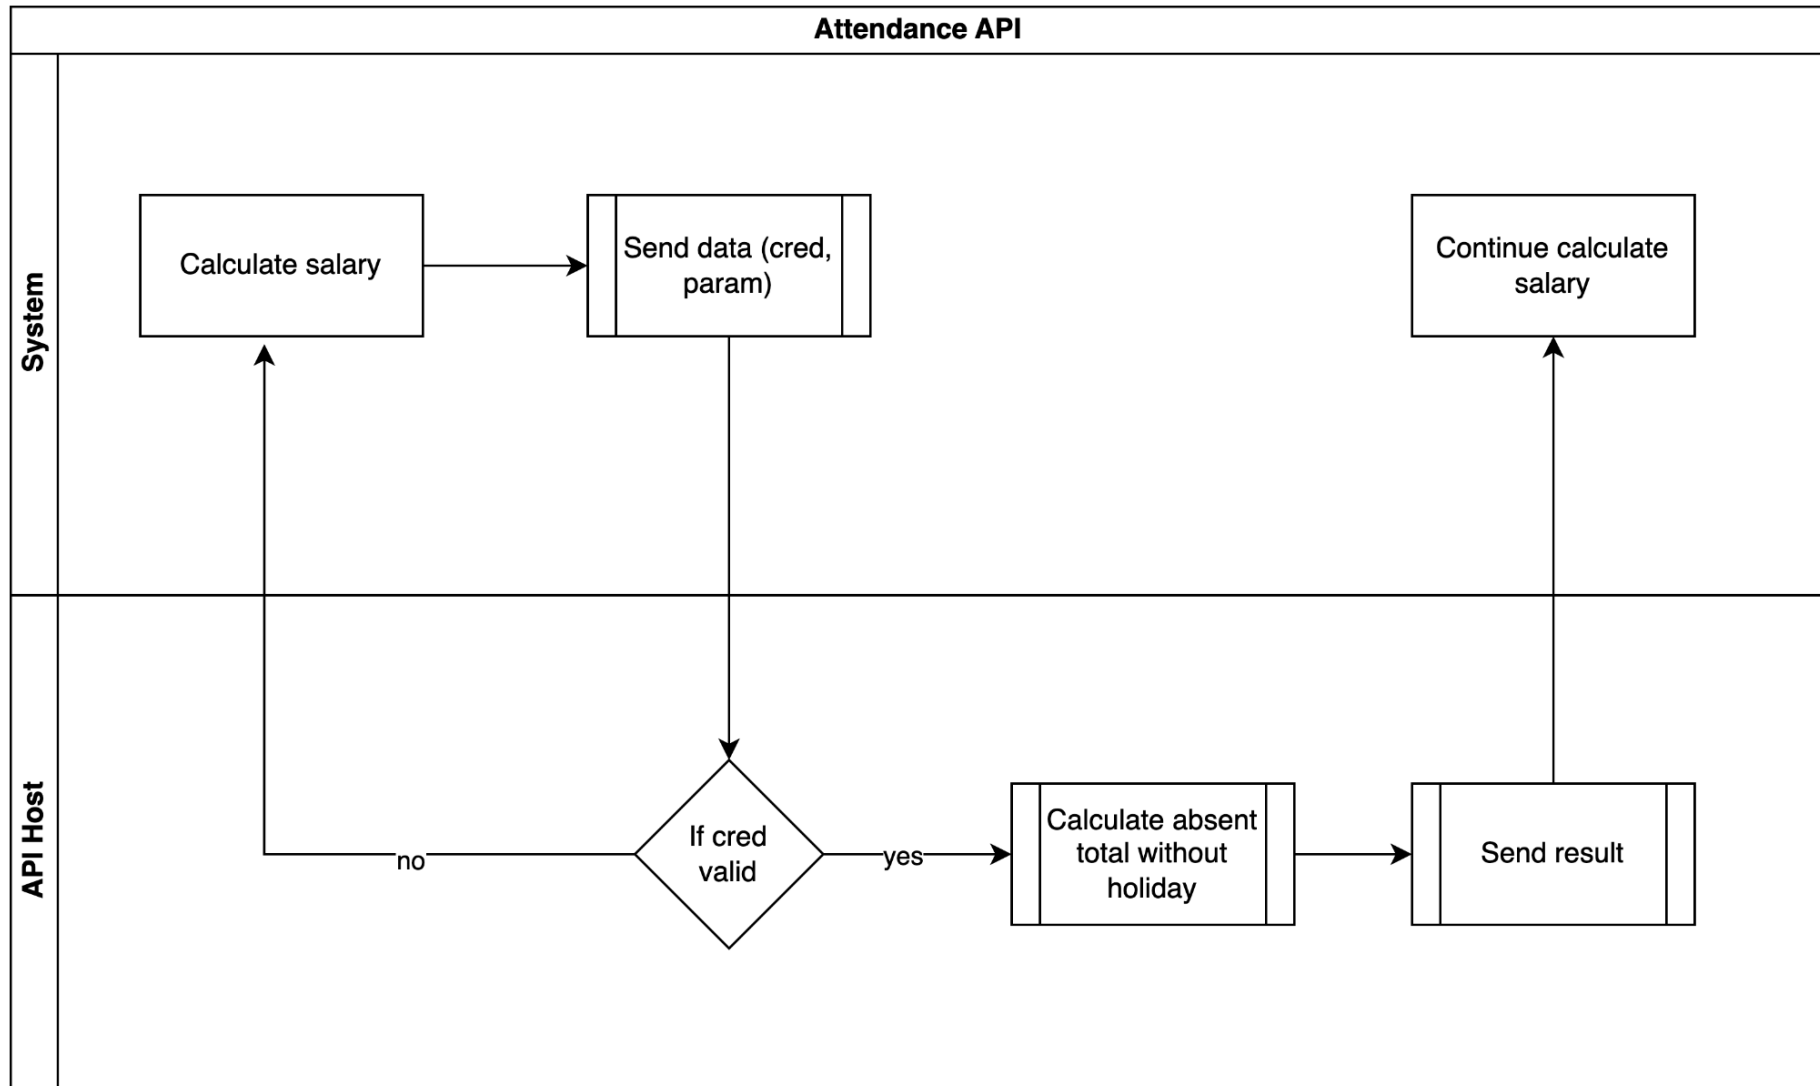 Attendance API
System
Calculate salary
Send data (cred,
param)
Continue calculate
salary
API Host
no
If cred
valid
yes
Calculate absent
total without
holiday
Send result